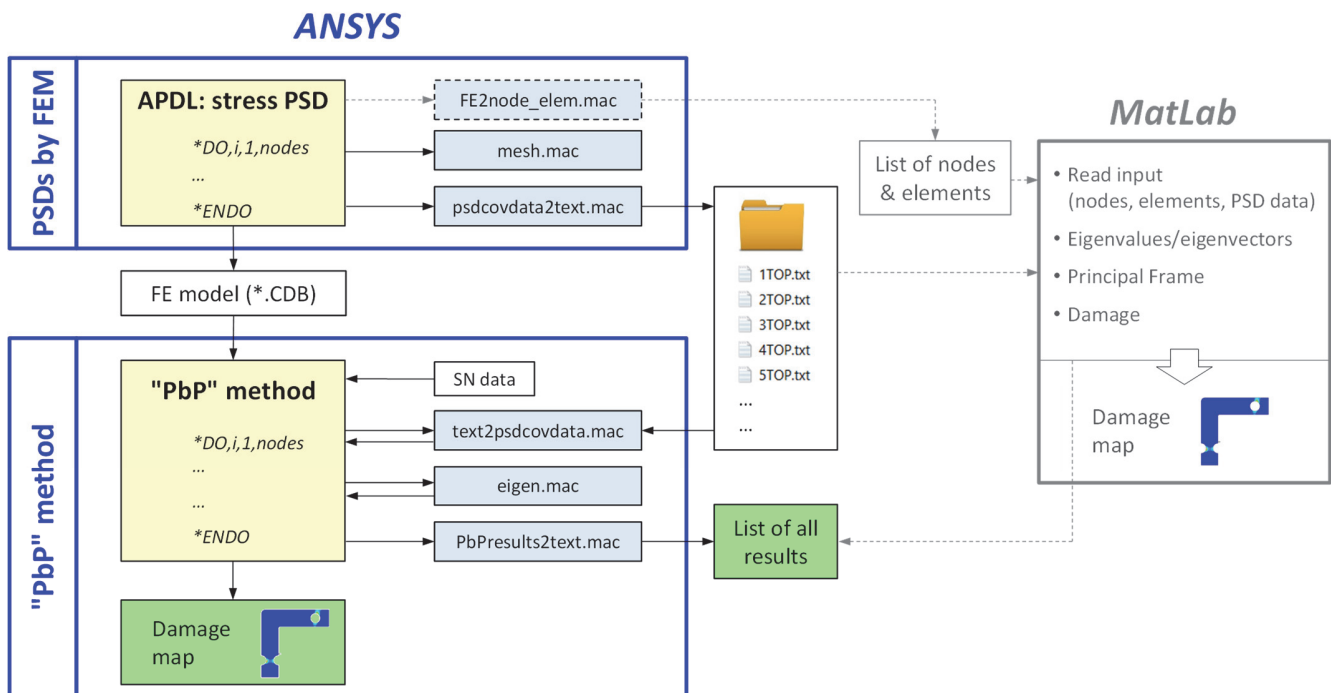 ANSYS
PSDs by FEM
APDL: stress PSD
*DO,i,1,nodes
...
*ENDO
FE2node_elem.mac
mesh.mac
psdcovdata2text.mac
FE model (*.CDB)
"PbP" method
"PbP" method
*DO,i,1,nodes
...
...
*ENDO
SN data
text2psdcovdata.mac
eigen.mac
PbPresults2text.mac
Damage
map
1TOP.txt
2TOP.txt
3TOP.txt
4TOP.txt
5TOP.txt
...
...
List of all
results
List of nodes
& elements
MatLab
• Read input
(nodes, elements, PSD data)
• Eigenvalues/eigenvectors
• Principal Frame
• Damage
Damage
map